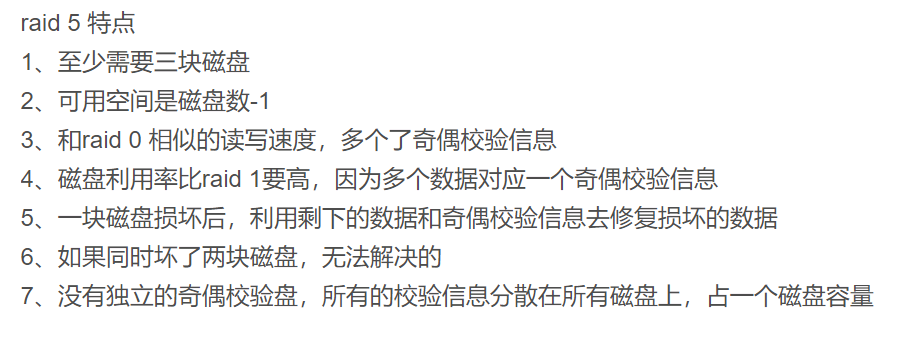 raid 5 特点
1、至少需要三块磁盘
2、可用空间是磁盘数-1
3、和raid 0 相似的读写速度，多个了奇偶校验信息
4、磁盘利用率比raid 1要高，因为多个数据对应一个奇偶校验信息
5、一块磁盘损坏后，利用剩下的数据和奇偶校验信息去修复损坏的数据
6、如果同时坏了两块磁盘，无法解决的
7、没有独立的奇偶校验盘，所有的校验信息分散在所有磁盘上，占一个磁盘容量